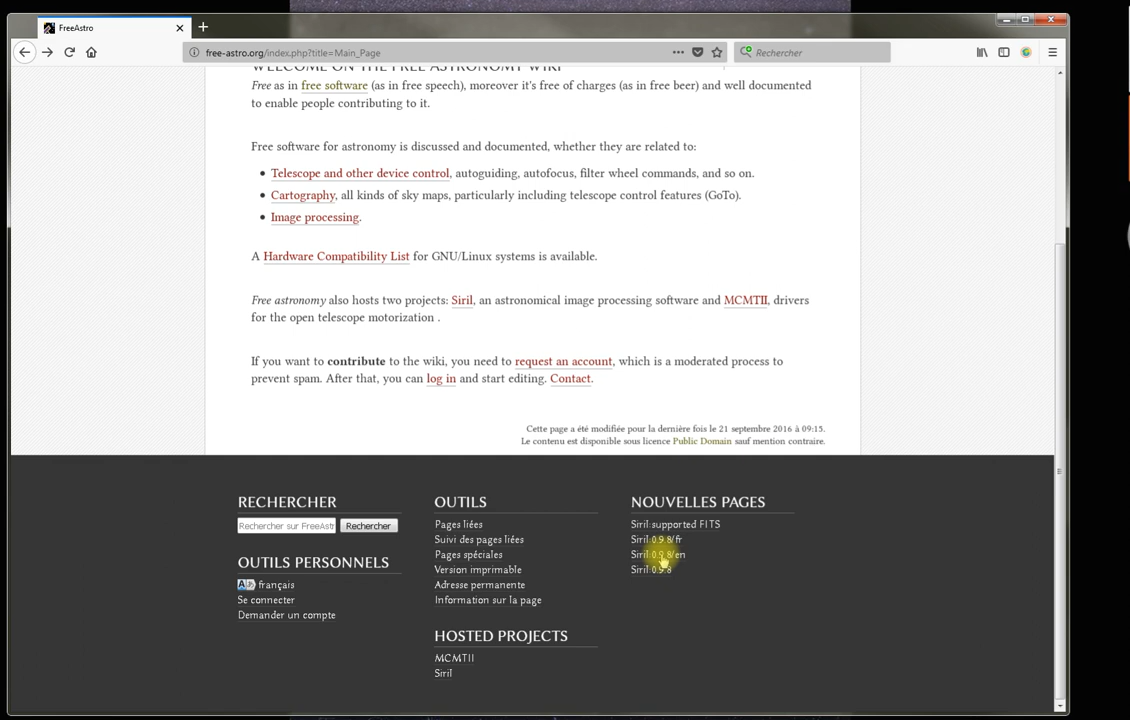 FreeAstro
free-astro.org/index.php?title=Main_Page
Rechercher
WELCOME ON THE FREE ASTRONOMY WIKI
Free as in free software (as in free speech), moreover it's free of charges (as in free beer) and well documented
to enable people contributing to it.
Free software for astronomy is discussed and documented, whether they are related to:
• Telescope and other device control, autoguiding, autofocus, filter wheel commands, and so on.
• Cartography, all kinds of sky maps, particularly including telescope control features (GoTo).
• Image processing.
A Hardware Compatibility List for GNU/Linux systems is available.
Free astronomy also hosts two projects: Siril, an astronomical image processing software and MCMTII, drivers
for the open telescope motorization .
If you want to contribute to the wiki, you need to request an account, which is a moderated process to
prevent spam. After that, you can log in and start editing. Contact.
Cette page a été modifiée pour la dernière fois le 21 septembre 2016 à 09:15.
Le contenu est disponible sous licence Public Domain sauf mention contraire.
RECHERCHER
Rechercher sur FreeAstr
Rechercher
OUTILS PERSONNELS
français
Se connecter
Demander un compte
OUTILS
Pages liées
Suivi des pages liées
Pages spéciales
Version imprimable
Adresse permanente
Information sur la page
HOSTED PROJECTS
MCMTII
Siril
NOUVELLES PAGES
Siril:supported FITS
Siril:0.9.8/fr
Siril:0.9.8/en
Siril:0.9.8